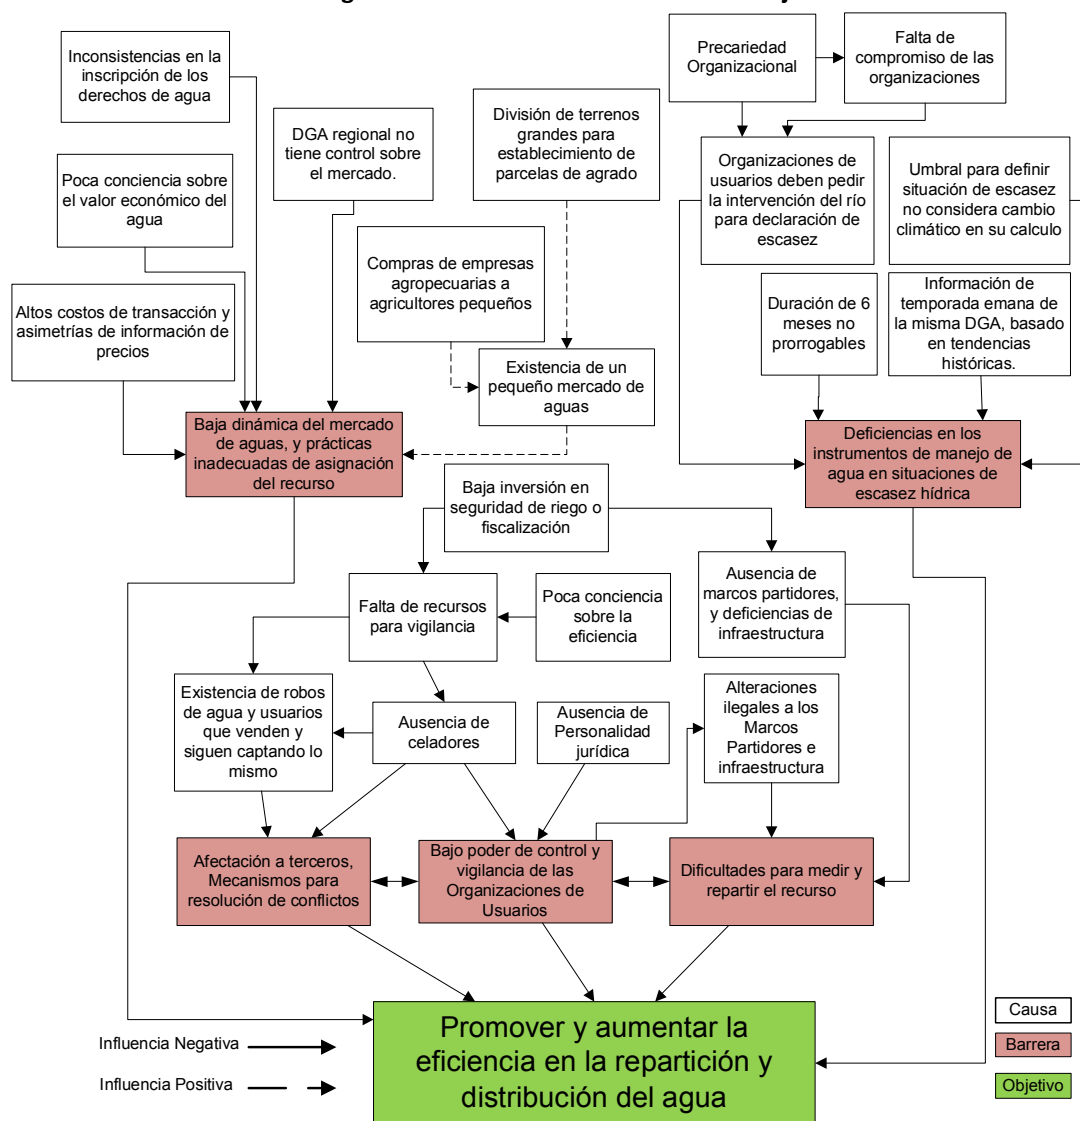 Inconsistencias en la
inscripción de los
derechos de agua
Precariedad
Organizacional
Falta de
compromiso de las
organizaciones
DGA regional no
tiene control sobre
el mercado.
División de terrenos
grandes para
establecimiento de
parcelas de agrado
Organizaciones de
usuarios deben pedir
la intervención del río
para declaración de
escasez
Umbral para definir
situación de escasez
no considera cambio
climático en su calculo
Poca conciencia sobre
el valor económico del
agua
Compras de empresas
agropecuarias a
agricultores pequeños
Altos costos de transacción y
asimetrías de información de
precios
Duración de 6
meses no
prorrogables
Información de
temporada emana de
la misma DGA, basado
en tendencias
históricas.
Existencia de un
pequeño mercado de
aguas
Baja dinámica del mercado
de aguas, y prácticas
inadecuadas de asignación
del recurso
Deficiencias en los
instrumentos de manejo de
agua en situaciones de
escasez hídrica
Baja inversión en
seguridad de riego o
fiscalización
Falta de recursos
para vigilancia
Poca conciencia
sobre la
eficiencia
Ausencia de
marcos partidores,
y deficiencias de
infraestructura
Existencia de robos
de agua y usuarios
que venden y
siguen captando lo
mismo
Ausencia de
celadores
Ausencia de
Personalidad
jurídica
Alteraciones
ilegales a los
Marcos
Partidores e
infraestructura
Afectación a terceros,
Mecanismos para
resolución de conflictos
Bajo poder de control y
vigilancia de las
Organizaciones de
Usuarios
Dificultades para medir y
repartir el recurso
Promover y aumentar la
eficiencia en la repartición y
distribución del agua
Influencia Negativa
Influencia Positiva
Causa
Barrera
Objetivo